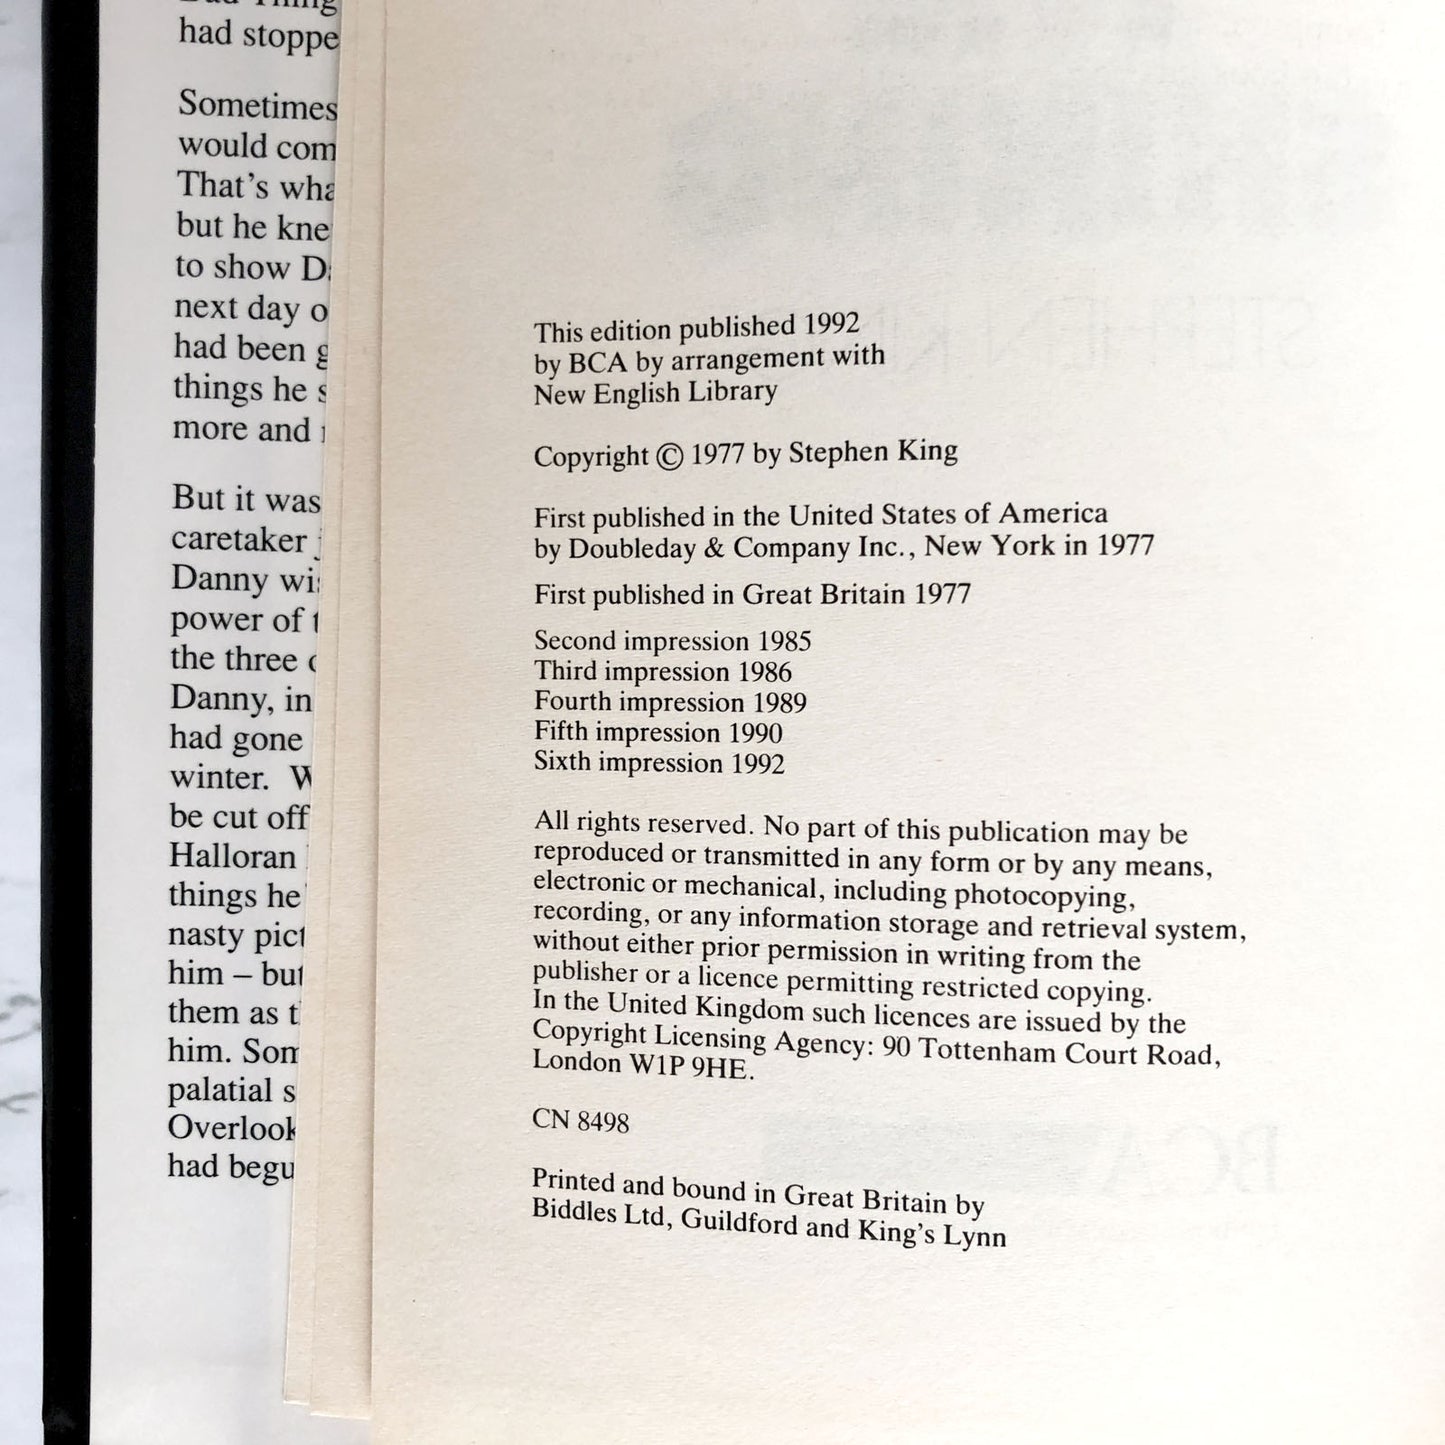 had stoppe
Sometimes
would com
That's wha
but he kne
to show D
next day o
had been g
things he s
more and
But it was
caretaker
Danny wi
power of
the three
Danny, in
had gone
winter. W
be cut off
Halloran
things he
nasty pict
him – but
them as t
him. Som
palatial s
Overlook
had begu
This edition published 1992
by BCA by arrangement with
New English Library
Copyright © 1977 by Stephen King
First published in the United States of America
by Doubleday & Company Inc., New York in 1977
First published in Great Britain 1977
Second impression 1985
Third impression 1986
Fourth impression 1989
Fifth impression 1990
Sixth impression 1992
All rights reserved. No part of this publication may be
reproduced or transmitted in any form or by any means,
electronic or mechanical, including photocopying,
recording, or any information storage and retrieval system,
without either prior permission in writing from the
publisher or a licence permitting restricted copying.
In the United Kingdom such licences are issued by the
Copyright Licensing Agency: 90 Tottenham Court Road,
London W1P 9HE.
CN 8498
Printed and bound in Great Britain by
Biddles Ltd, Guildford and King's Lynn